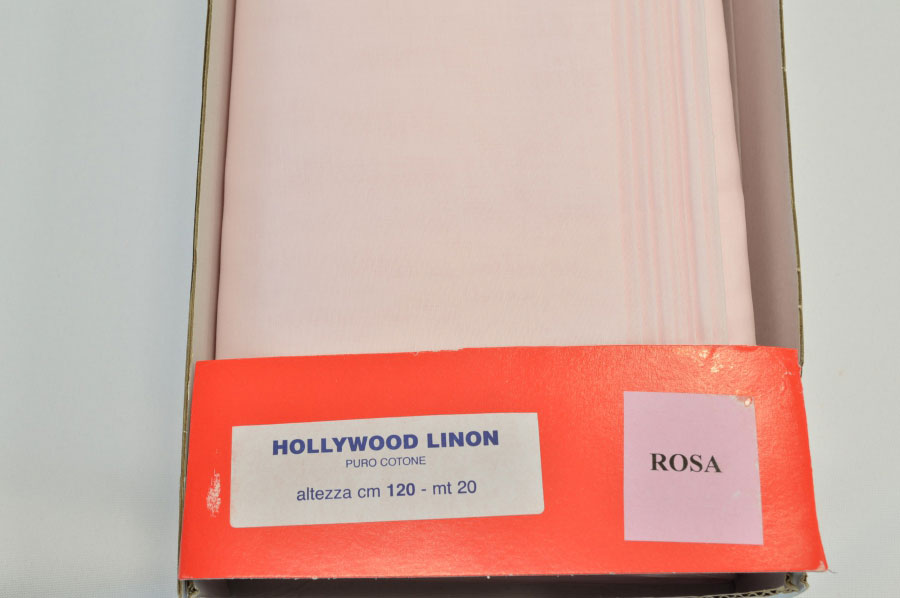 HOLLYWOOD LINON
PURO COTONE
altezza cm 120 - mt 20
ROSA